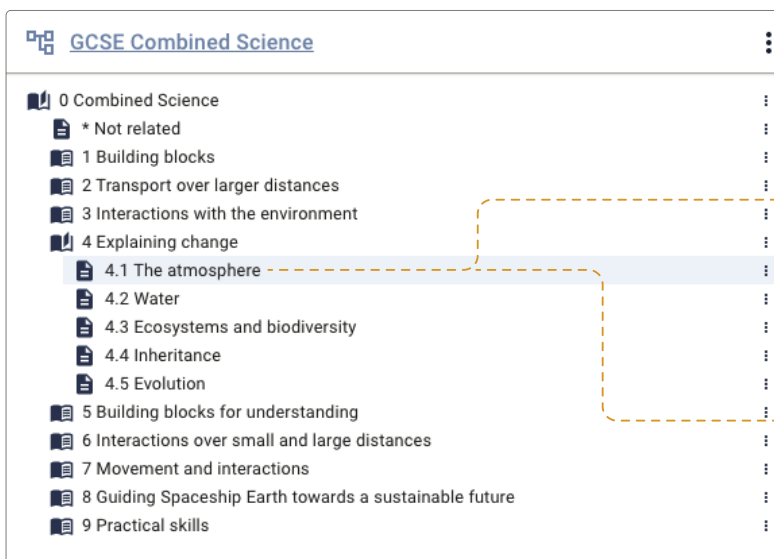 GCSE Combined Science
0 Combined Science
* Not related
1 Building blocks
2 Transport over larger distances
3 Interactions with the environment
4 Explaining change
4.1 The atmosphere
4.2 Water
4.3 Ecosystems and biodiversity
4.4 Inheritance
4.5 Evolution
5 Building blocks for understanding
6 Interactions over small and large distances
7 Movement and interactions
8 Guiding Spaceship Earth towards a sustainable future
9 Practical skills